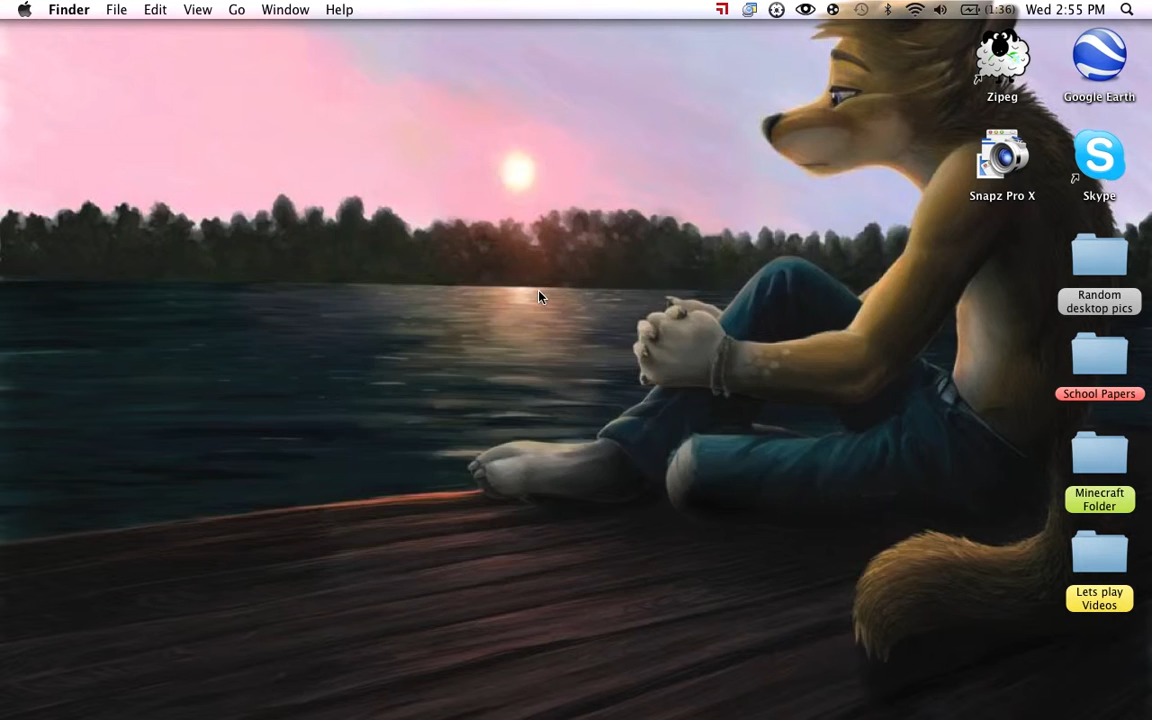 Finder File Edit View Go Window Help (1:36) Wed 2:55 PM
Zipeg
Google Earth
Snapz Pro X
Skype
Random
desktop pics
School Papers
Minecraft
Folder
Lets play
Videos